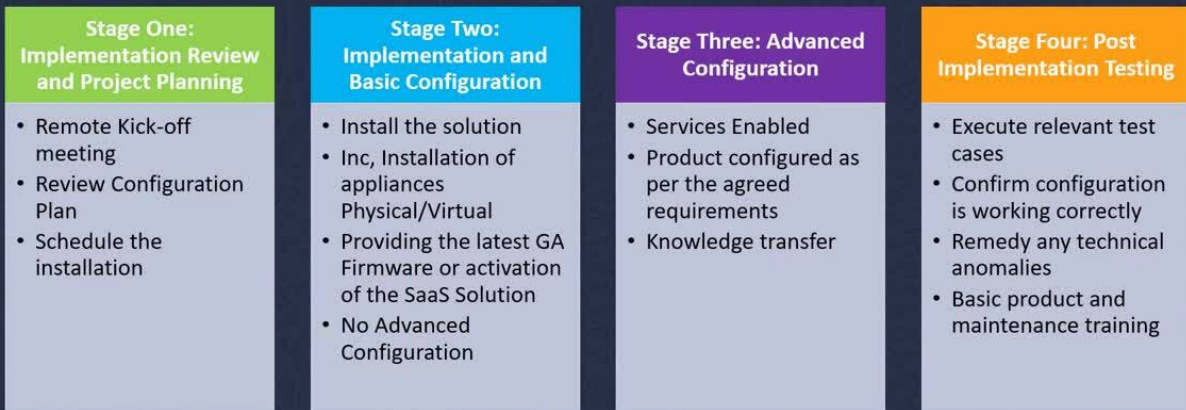 Stage One:
Implementation Review
and Project Planning
• Remote Kick-off
meeting
• Review Configuration
Plan
• Schedule the
installation
Stage Two:
Implementation and
Basic Configuration
• Install the solution
• Inc, Installation of
appliances
Physical/Virtual
• Providing the latest GA
Firmware or activation
of the SaaS Solution
• No Advanced
Configuration
Stage Three: Advanced
Configuration
• Services Enabled
• Product configured as
per the agreed
requirements
• Knowledge transfer
Stage Four: Post
Implementation Testing
• Execute relevant test
cases
• Confirm configuration
is working correctly
• Remedy any technical
anomalies
• Basic product and
maintenance training